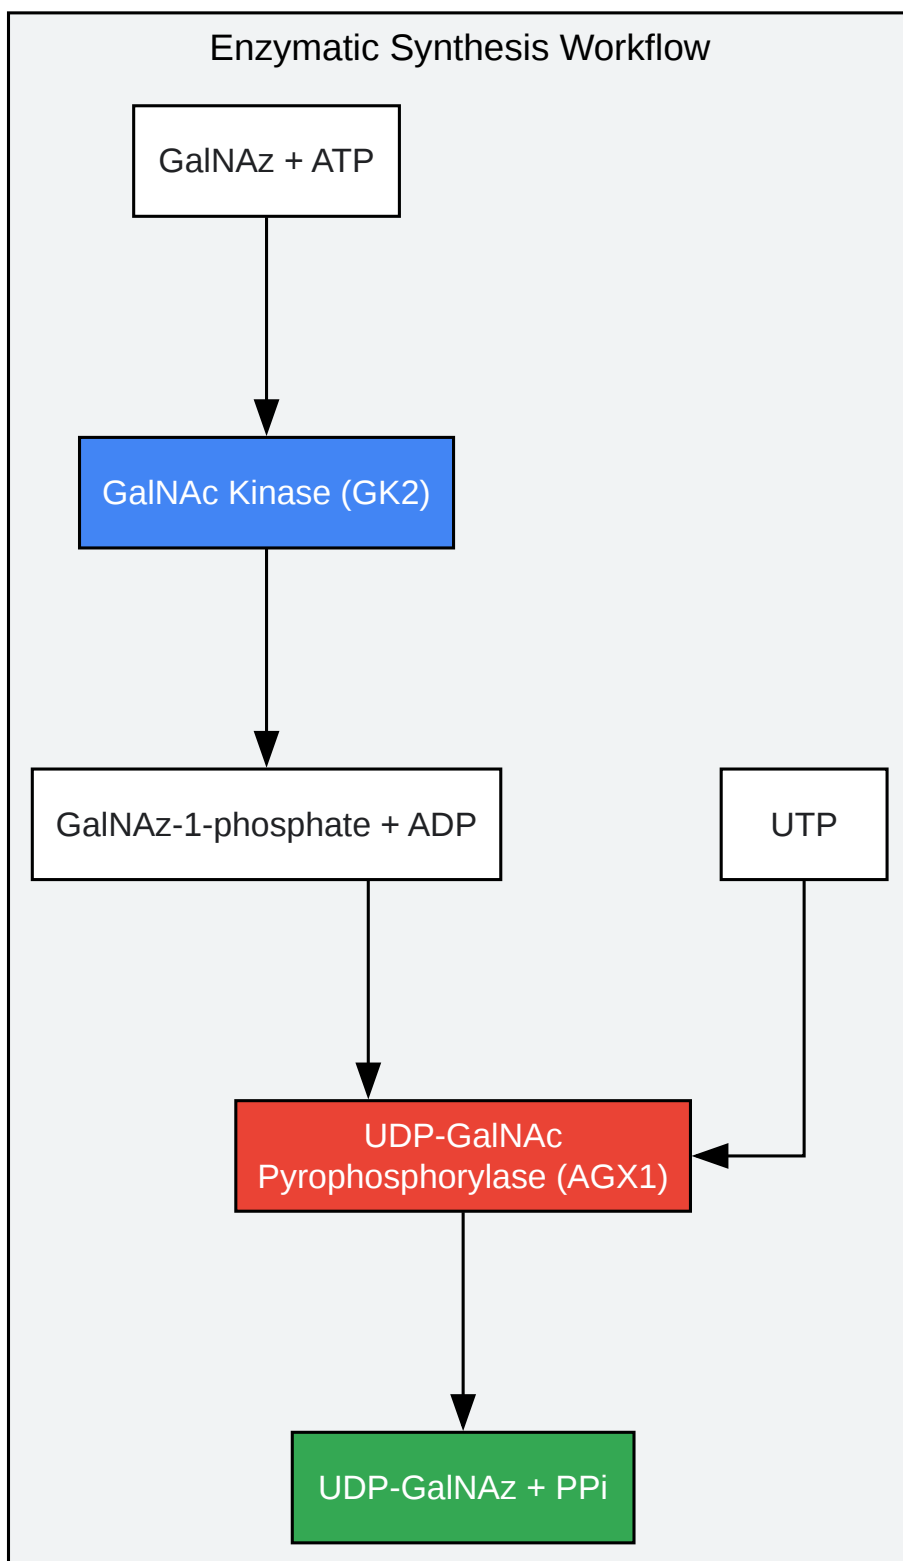 Enzymatic Synthesis Workflow
GalNAz + ATP
GalNAc Kinase (GK2)
GalNAz-1-phosphate + ADP
UTP
UDP-GalNAc
Pyrophosphorylase (AGX1)
UDP-GalNAz + PPi